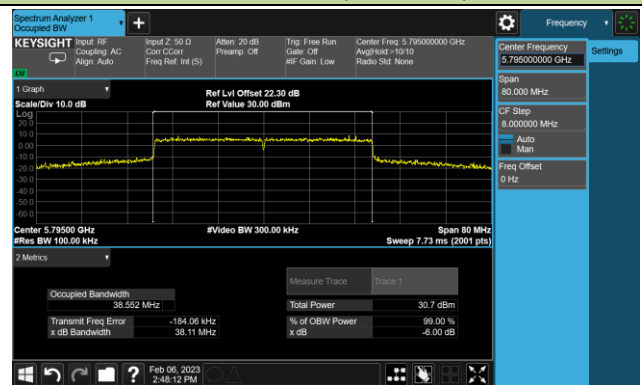 Spectrum Analyzer 1
Occupied BW
Frequency
KEYSIGHT
Input: RF
Coupling: AC
Align: Auto
Input Z: 50 Ω
Corr CCorr
Freq Ref: Int (S)
Atten: 20 dB
Preamp: Off
Trig: Free Run
Gate: Off
#IF Gain: Low
Center Freq: 5.795000000 GHz
Avg|Hold:>10/10
Radio Std: None
Center Frequency
5.795000000 GHz
Settings
Span
80.000 MHz
CF Step
8.000000 MHz
Auto
Man
Freq Offset
0 Hz
1 Graph
Scale/Div 10.0 dB
Ref Lvl Offset 22.30 dB
Ref Value 30.00 dBm
Log
20.0
10.0
0.00
-10.0
-20.0
-30.0
-40.0
-50.0
-60.0
Center 5.79500 GHz
#Res BW 100.00 kHz
#Video BW 300.00 kHz
Span 80 MHz
Sweep 7.73 ms (2001 pts)
2 Metrics
Measure Trace Trace 1
Occupied Bandwidth
38.552 MHz
Total Power 30.7 dBm
Transmit Freq Error -184.06 kHz
% of OBW Power 99.00 %
x dB Bandwidth 38.11 MHz
x dB -6.00 dB
Feb 06, 2023
2:48:12 PM